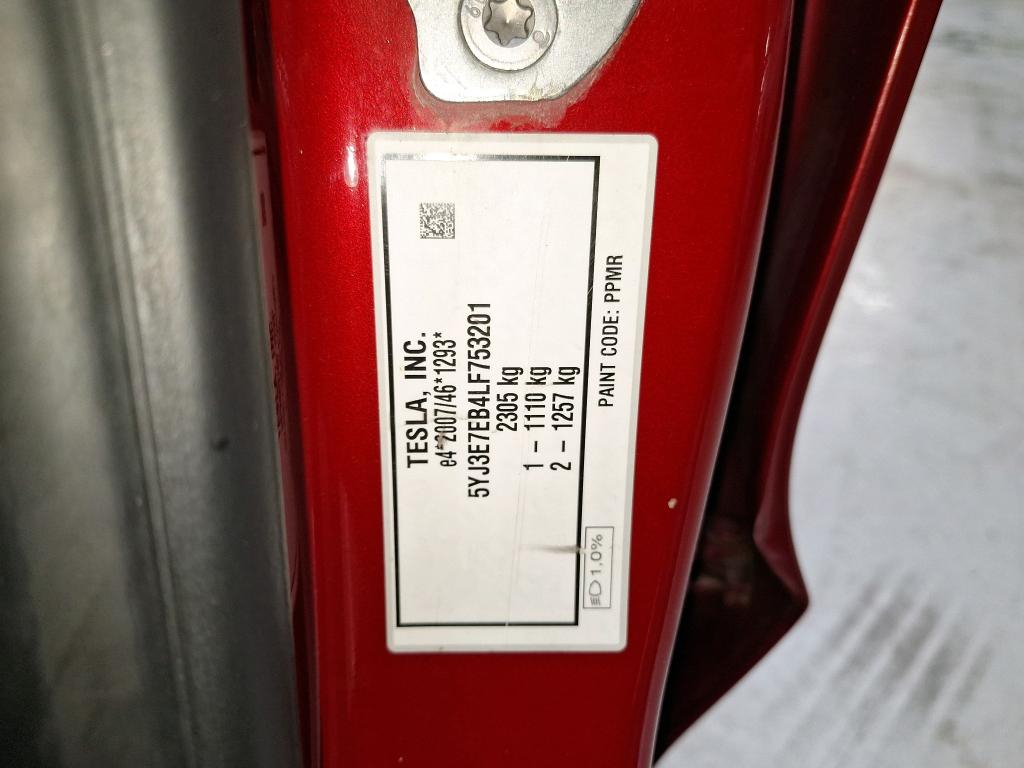 TESLA, INC.
e4*2007/46*1293*
5YJ3E7EB4LF753201
2305 kg
1 - 1110 kg
2 - 1257 kg
PAINT CODE: PPMR
1,0%